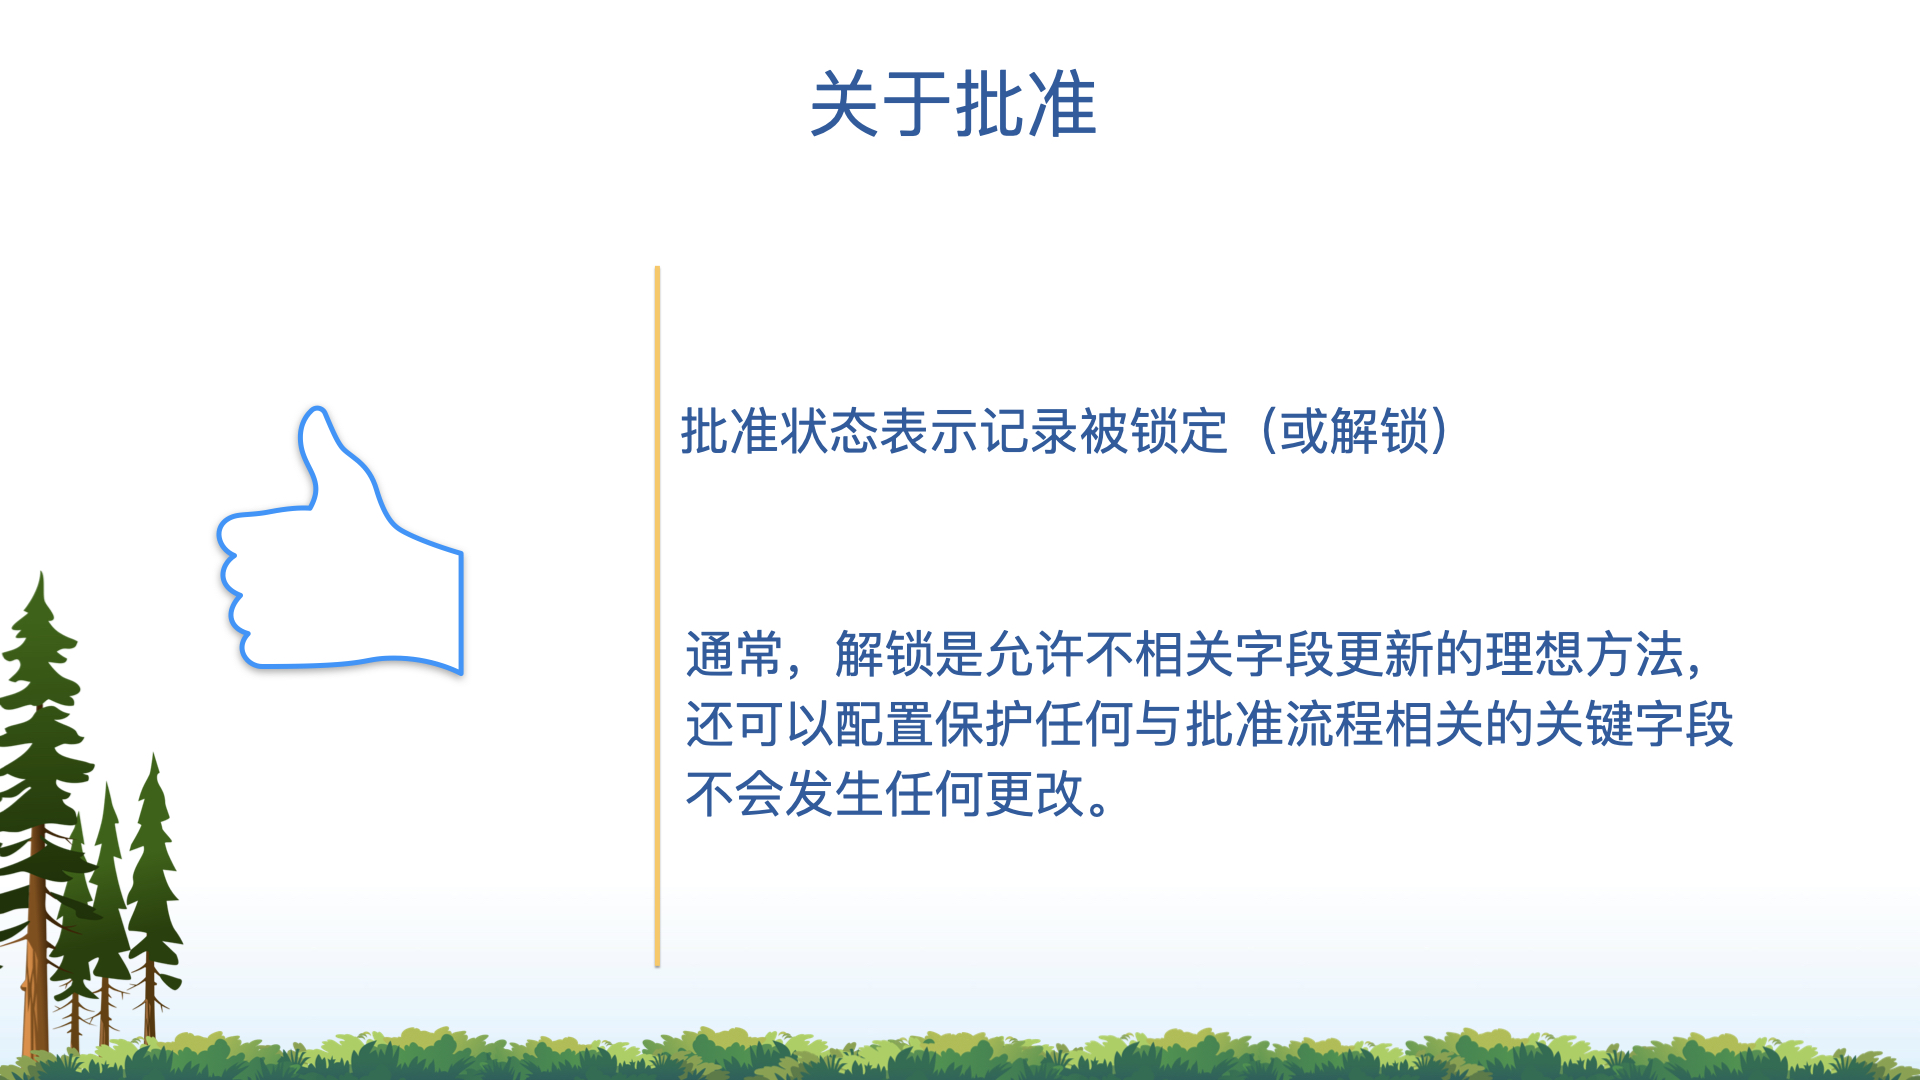 关于批准
批准状态表示记录被锁定（或解锁）
通常，解锁是允许不相关字段更新的理想方法，
还可以配置保护任何与批准流程相关的关键字段
不会发生任何更改。